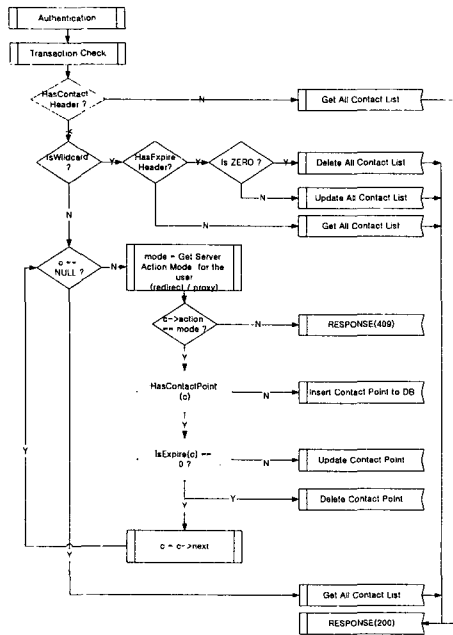 Authentication
Transaction Check
HasContact
Header?
N
Get All Contact List
Y
IsWildcard
?
Y
HasExpire
Header?
Y
Is ZERO ?
Y
Delete All Contact List
N
Update All Contact List
N
N
Get All Contact List
c ==
NULL ?
N
mode = Get Server
Action Mode for the
user
(redirect / proxy)
c->action
== mode ?
N
RESPONSE(409)
Y
HasContactPoint
(c)
N
Insert Contact Point to DB
Y
Y
IsExpire(c) ==
0 ?
N
Update Contact Point
Y
Delete Contact Point
Y
c = c->next
Y
Get All Contact List
RESPONSE(200)